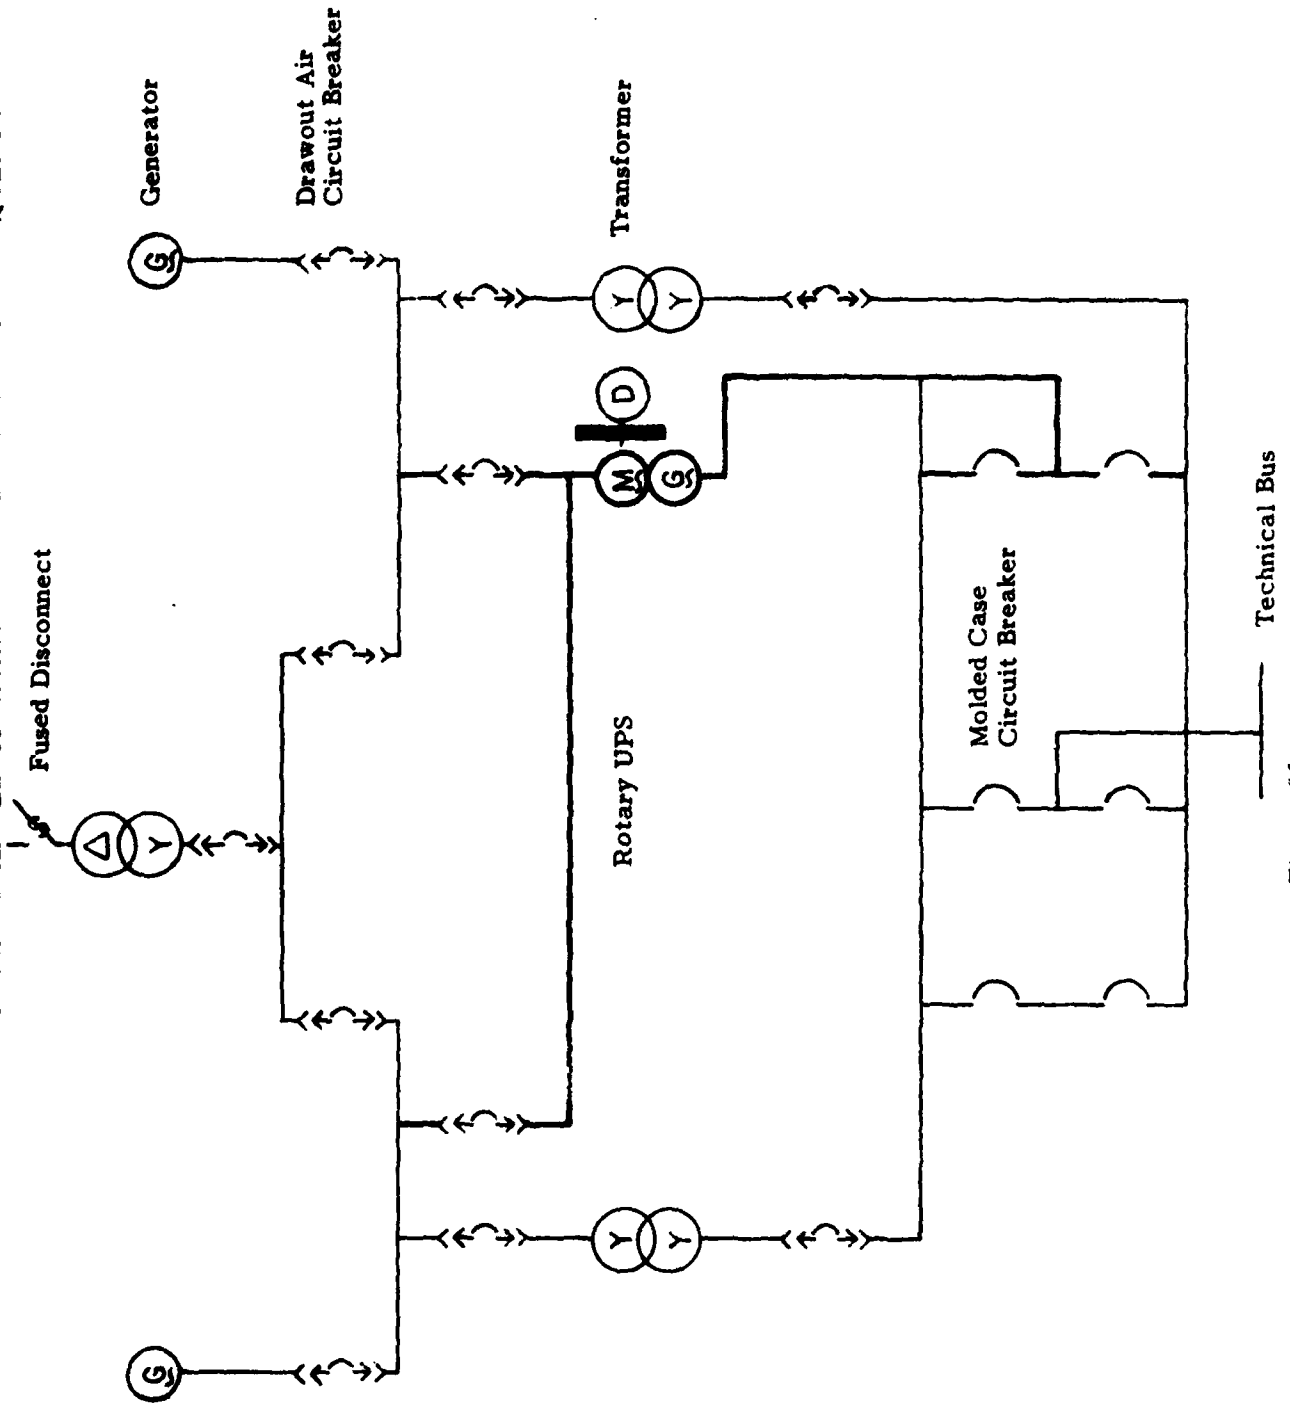 Fused Disconnect
Generator
Drawout Air
Circuit Breaker
Transformer
Rotary UPS
Molded Case
Circuit Breaker
Technical Bus
G
G
Δ
Y
Y
Y
Y
Y
M
G
D